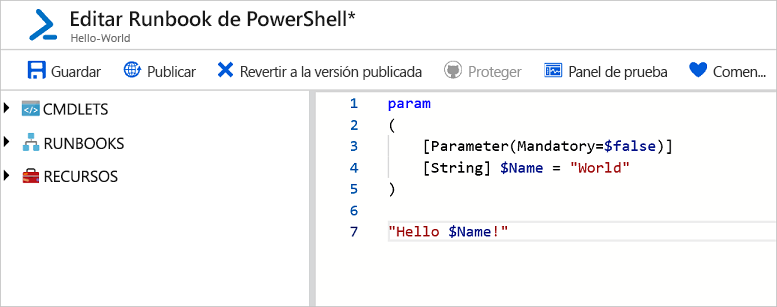 Editar Runbook de PowerShell*
Hello-World
Guardar Publicar Revertir a la versión publicada Proteger Panel de prueba Comen...
CMDLETS
RUNBOOKS
RECURSOS
1 param
2 (
3 [Parameter(Mandatory=$false)]
4 [String] $Name = "World"
5 )
6
7 "Hello $Name!"